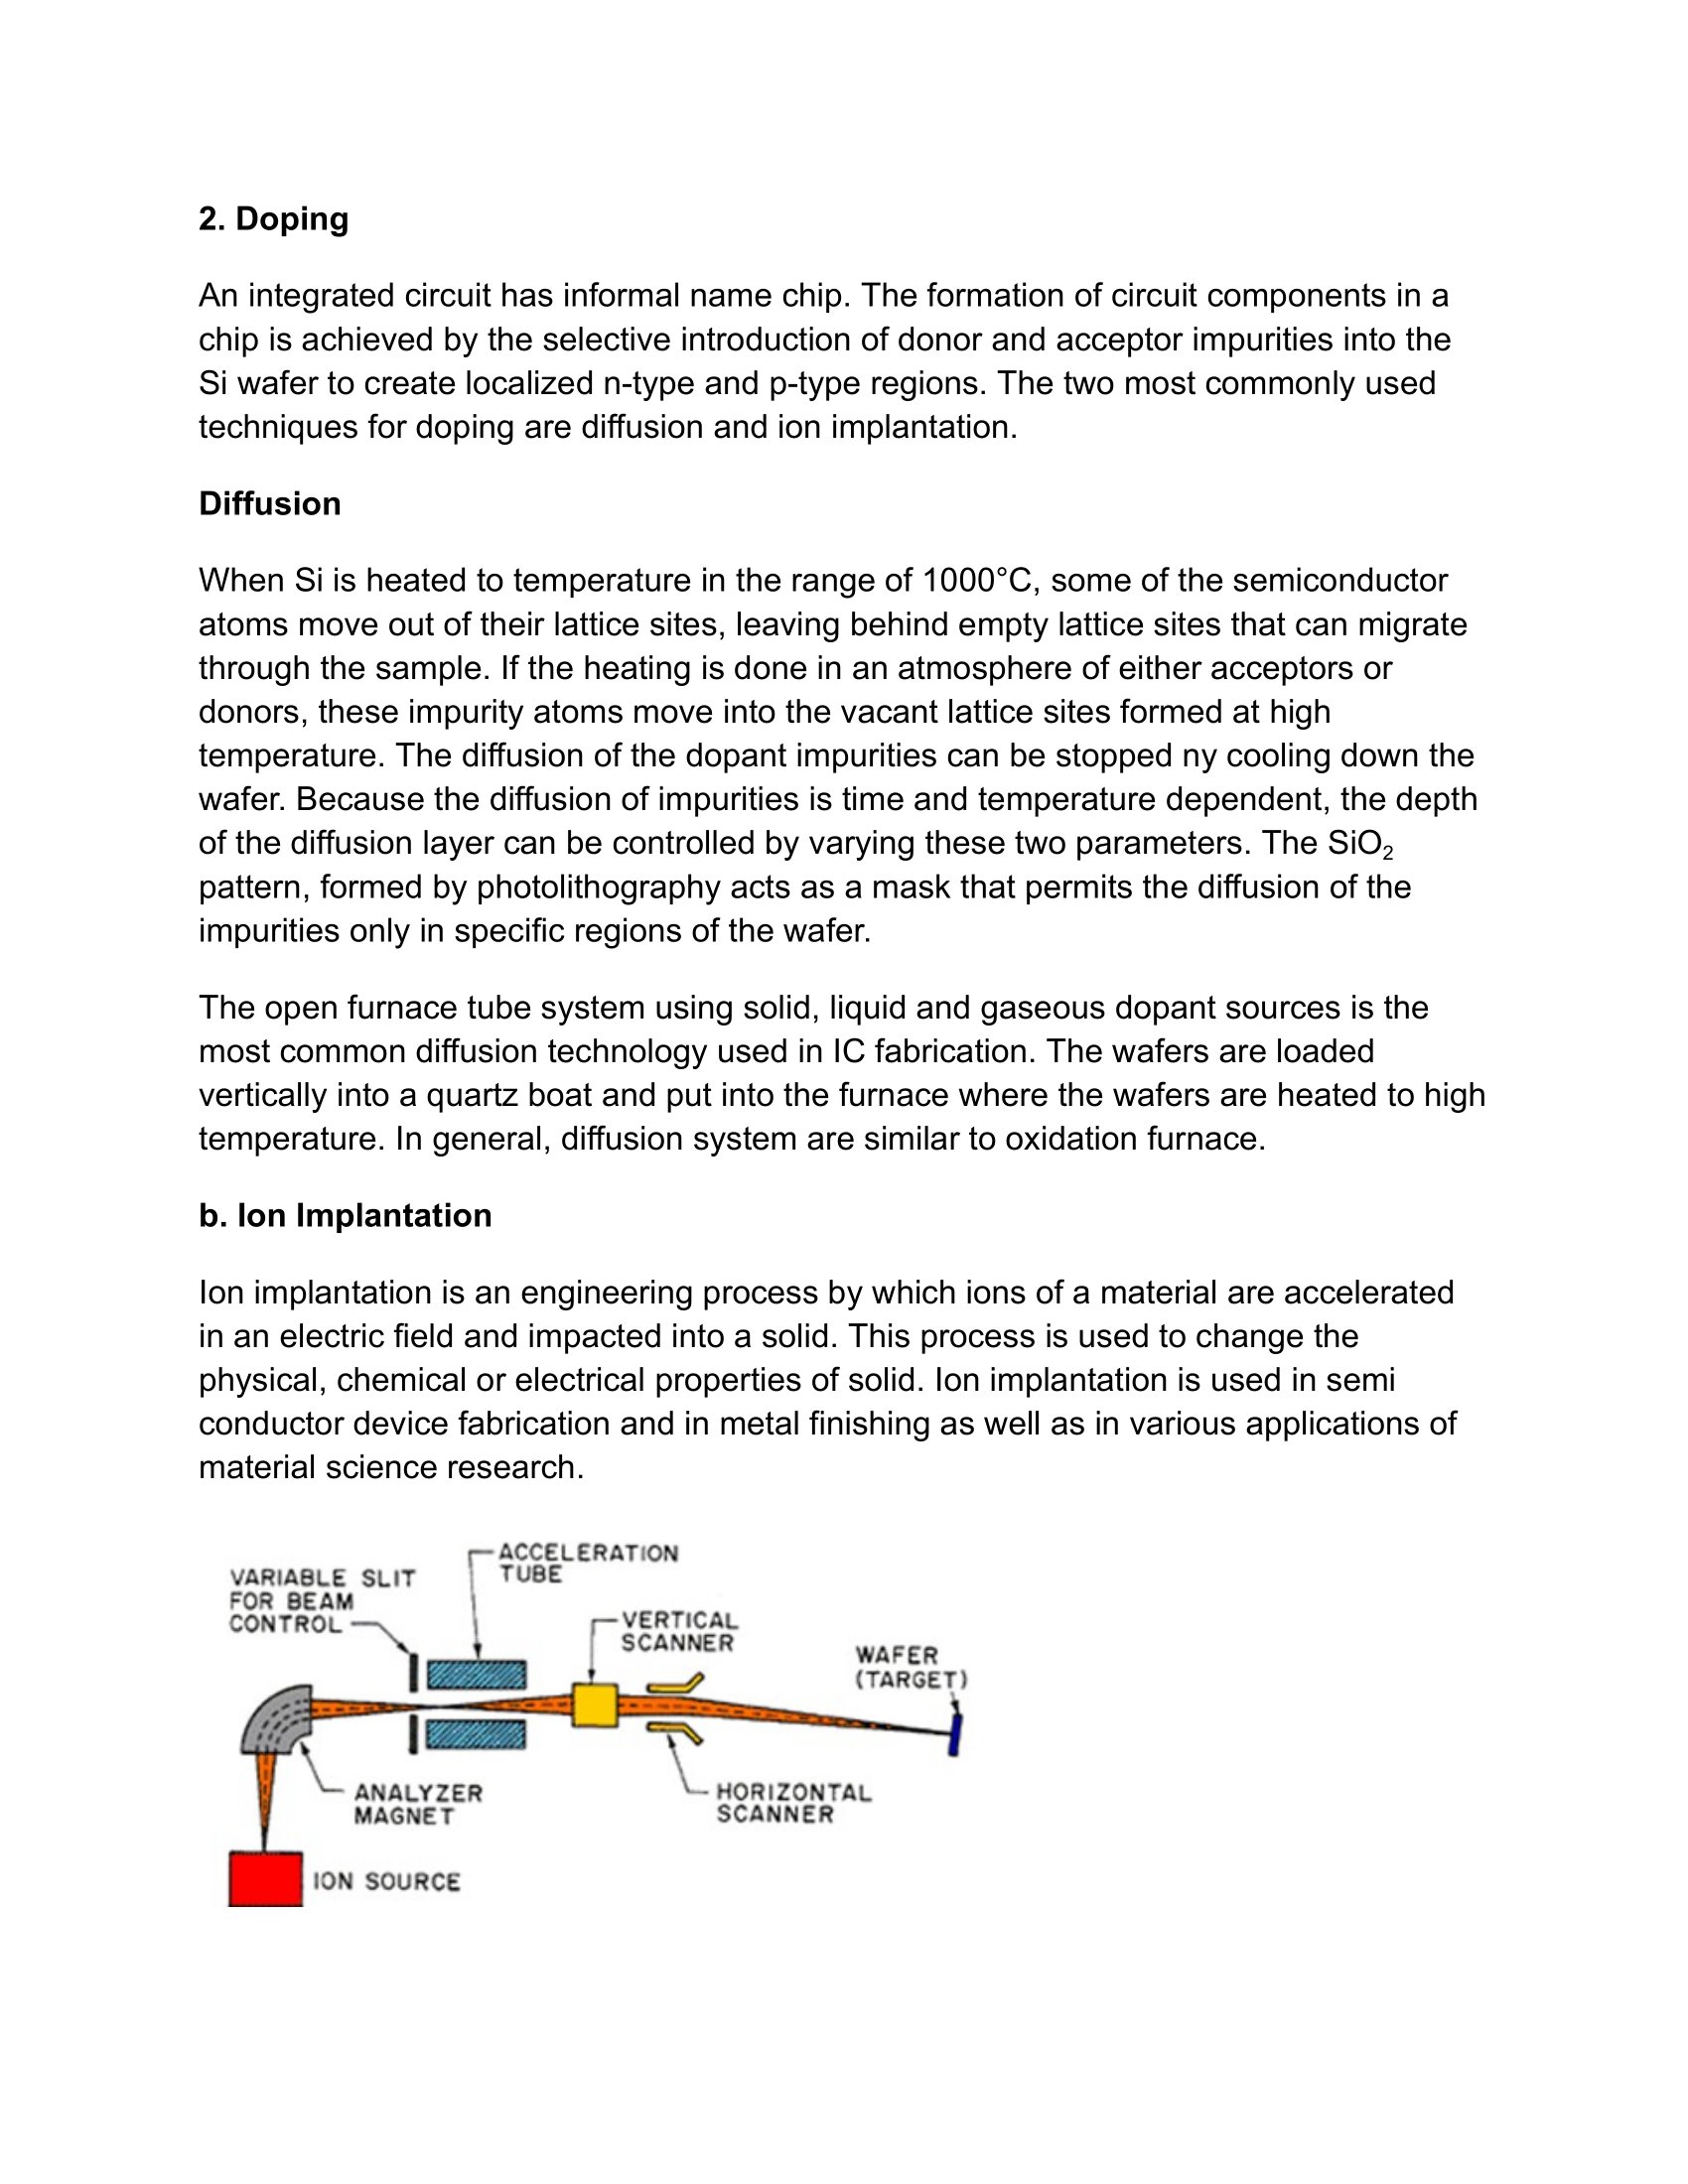 2. Doping
An integrated circuit has informal name chip. The formation of circuit components in a
chip is achieved by the selective introduction of donor and acceptor impurities into the
Si wafer to create localized n-type and p-type regions. The two most commonly used
techniques for doping are diffusion and ion implantation.
Diffusion
When Si is heated to temperature in the range of 1000°C, some of the semiconductor
atoms move out of their lattice sites, leaving behind empty lattice sites that can migrate
through the sample. If the heating is done in an atmosphere of either acceptors or
donors, these impurity atoms move into the vacant lattice sites formed at high
temperature. The diffusion of the dopant impurities can be stopped ny cooling down the
wafer. Because the diffusion of impurities is time and temperature dependent, the depth
of the diffusion layer can be controlled by varying these two parameters. The SiO₂
pattern, formed by photolithography acts as a mask that permits the diffusion of the
impurities only in specific regions of the wafer.
The open furnace tube system using solid, liquid and gaseous dopant sources is the
most common diffusion technology used in IC fabrication. The wafers are loaded
vertically into a quartz boat and put into the furnace where the wafers are heated to high
temperature. In general, diffusion system are similar to oxidation furnace.
b. Ion Implantation
Ion implantation is an engineering process by which ions of a material are accelerated
in an electric field and impacted into a solid. This process is used to change the
physical, chemical or electrical properties of solid. Ion implantation is used in semi
conductor device fabrication and in metal finishing as well as in various applications of
material science research.
ACCELERATION
TUBE
VARIABLE SLIT
FOR BEAM
CONTROL
VERTICAL
SCANNER
WAFER
(TARGET)
ANALYZER
MAGNET
HORIZONTAL
SCANNER
ION SOURCE